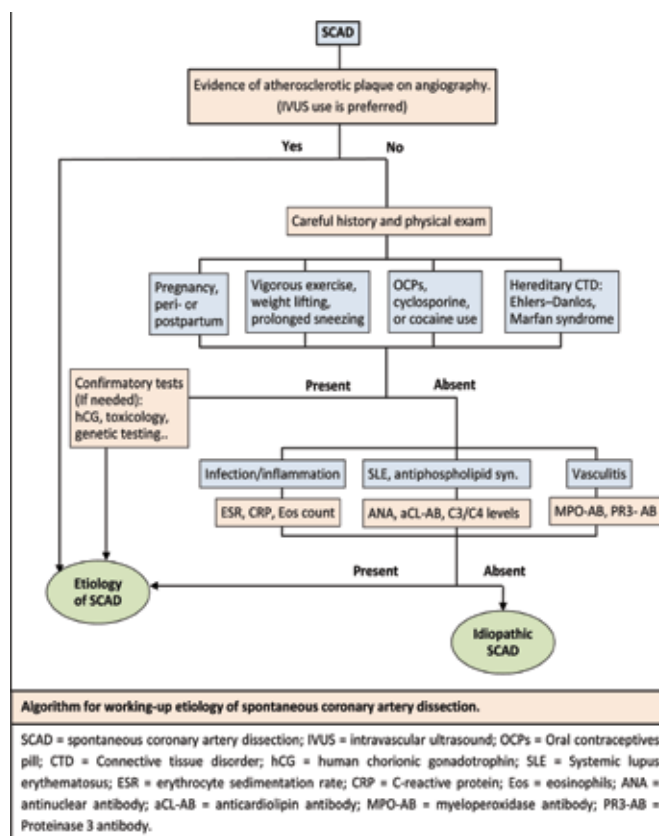 SCAD
Evidence of atherosclerotic plaque on angiography.
(IVUS use is preferred)
Yes
No
Careful history and physical exam
Pregnancy,
peri- or
postpartum
Vigorous exercise,
weight lifting,
prolonged sneezing
OCPs,
cyclosporine,
or cocaine use
Hereditary CTD:
Ehlers–Danlos,
Marfan syndrome
Present
Absent
Confirmatory tests
(If needed):
hCG, toxicology,
genetic testing..
Infection/inflammation
SLE, antiphospholipid syn.
Vasculitis
ESR, CRP, Eos count
ANA, aCL-AB, C3/C4 levels
MPO-AB, PR3- AB
Present
Absent
Etiology
of SCAD
Idiopathic
SCAD
Algorithm for working-up etiology of spontaneous coronary artery dissection.
SCAD = spontaneous coronary artery dissection; IVUS = intravascular ultrasound; OCPs = Oral contraceptives
pill; CTD = Connective tissue disorder; hCG = human chorionic gonadotrophin; SLE = Systemic lupus
erythematosus; ESR = erythrocyte sedimentation rate; CRP = C-reactive protein; Eos = eosinophils; ANA =
antinuclear antibody; aCL-AB = anticardiolipin antibody; MPO-AB = myeloperoxidase antibody; PR3-AB =
Proteinase 3 antibody.